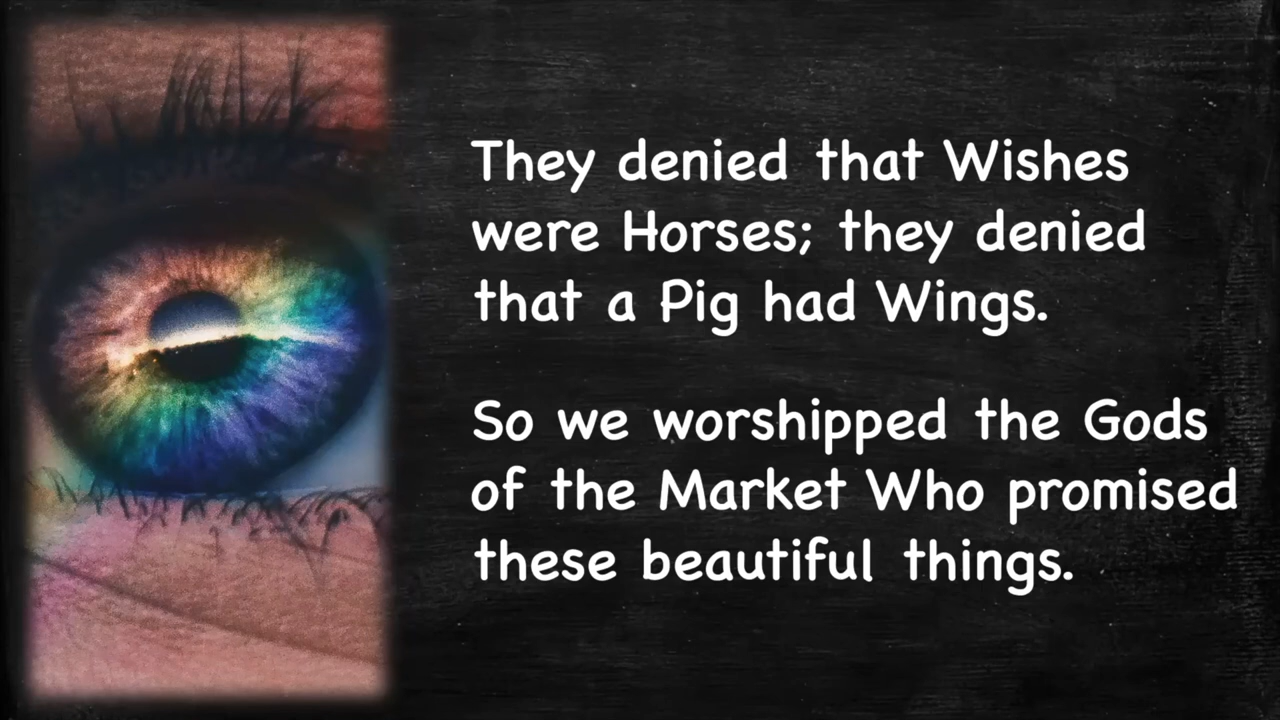 They denied that Wishes
were Horses; they denied
that a Pig had Wings.
So we worshipped the Gods
of the Market Who promised
these beautiful things.